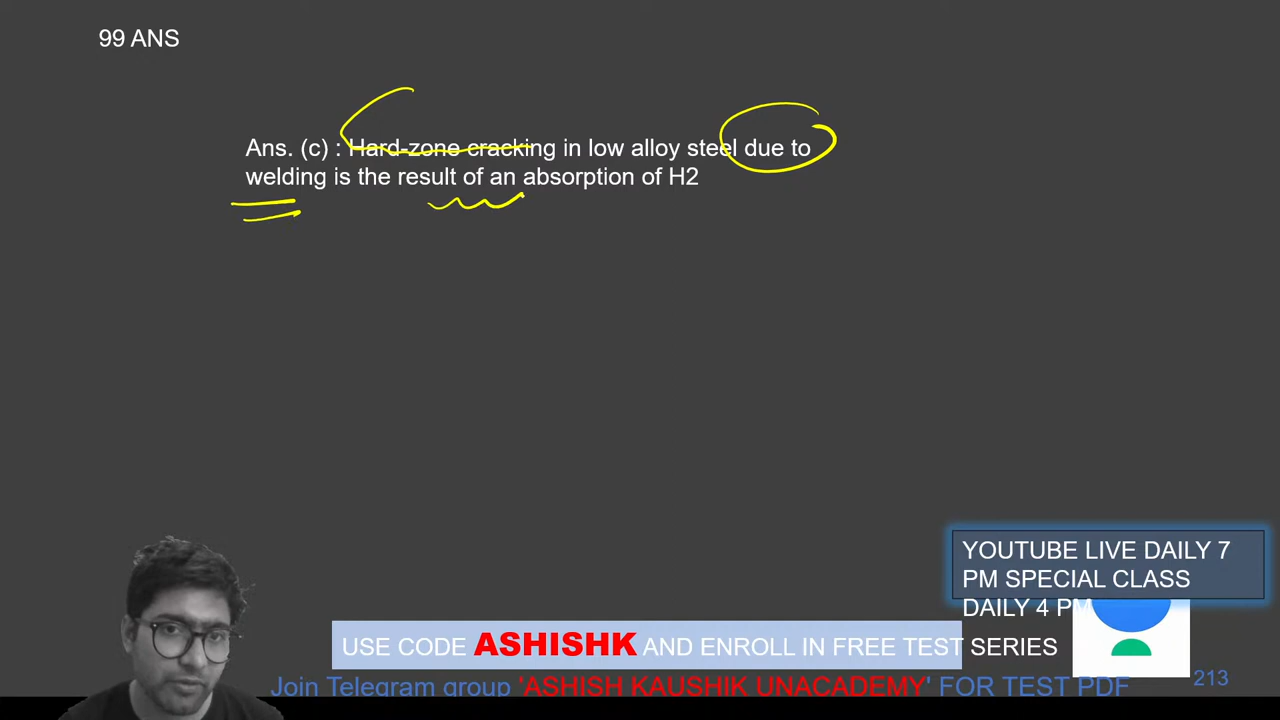 99 ANS
Ans. (c) : Hard-zone cracking in low alloy steel due to
welding is the result of an absorption of H2
YOUTUBE LIVE DAILY 7
PM SPECIAL CLASS
DAILY 4 PM
USE CODE ASHISHK AND ENROLL IN FREE TEST SERIES
Join Telegram group 'ASHISH KAUSHIK UNACADEMY' FOR TEST PDF
213